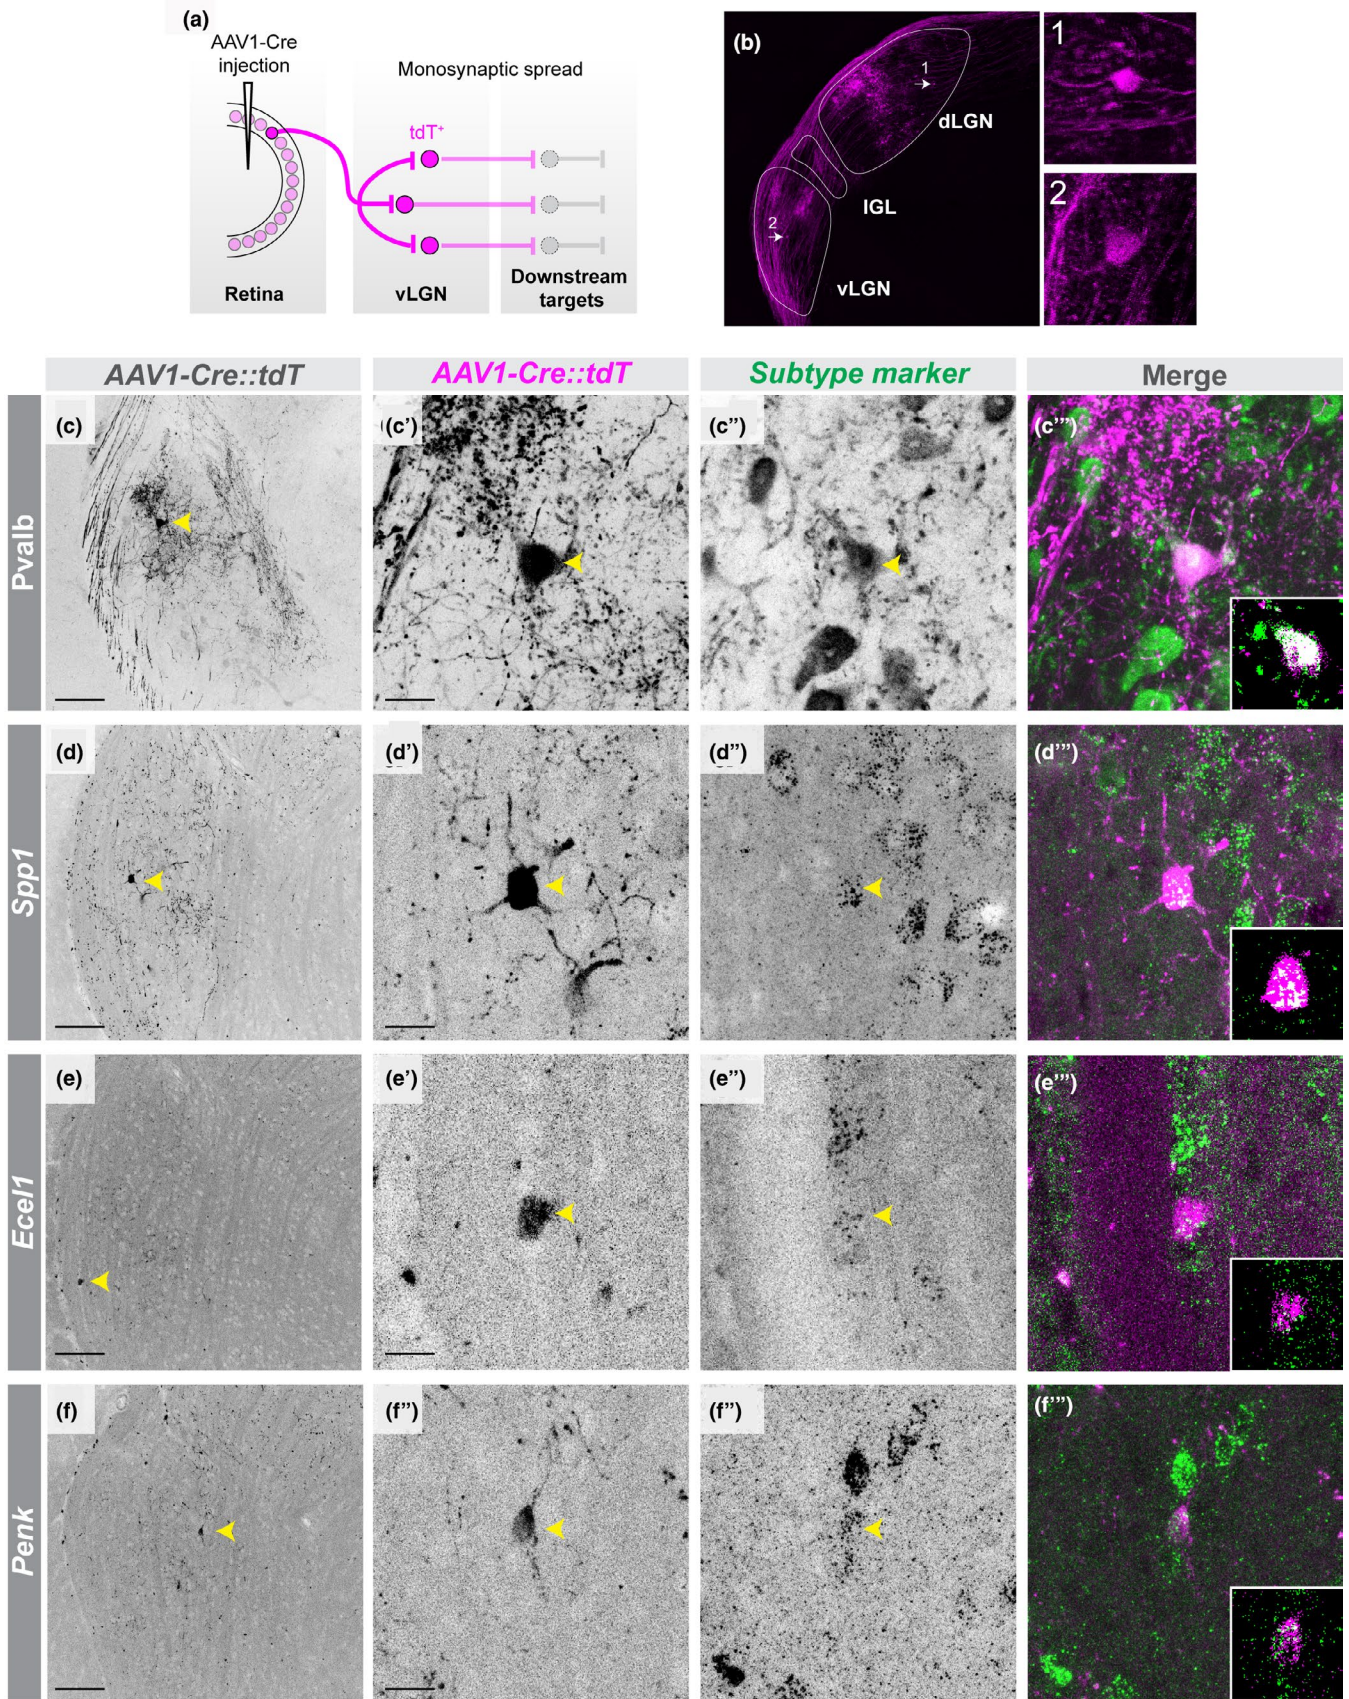 (a)
AAV1-Cre
injection
Monosynaptic spread
tdT⁺
Retina
vLGN
Downstream
targets
(b)
1
dLGN
IGL
2
vLGN
1
2
AAV1-Cre::tdT
AAV1-Cre::tdT
Subtype marker
Merge
Pvalb
(c)
(c')
(c'')
(c''')
Spp1
(d)
(d')
(d'')
(d''')
Ecel1
(e)
(e')
(e'')
(e''')
Penk
(f)
(f'')
(f'')
(f''')